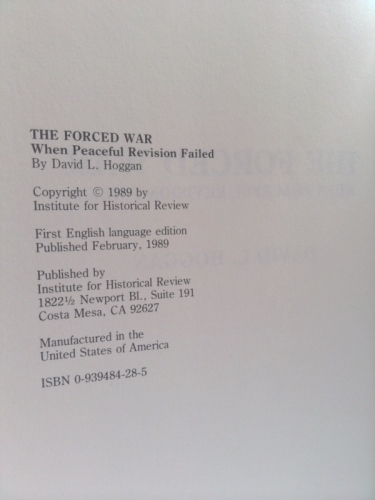 THE FORCED WAR
When Peaceful Revision Failed
By David L. Hoggan
Copyright © 1989 by
Institute for Historical Review
First English language edition
Published February, 1989
Published by
Institute for Historical Review
1822½ Newport Bl., Suite 191
Costa Mesa, CA 92627
Manufactured in the
United States of America
ISBN 0-939484-28-5